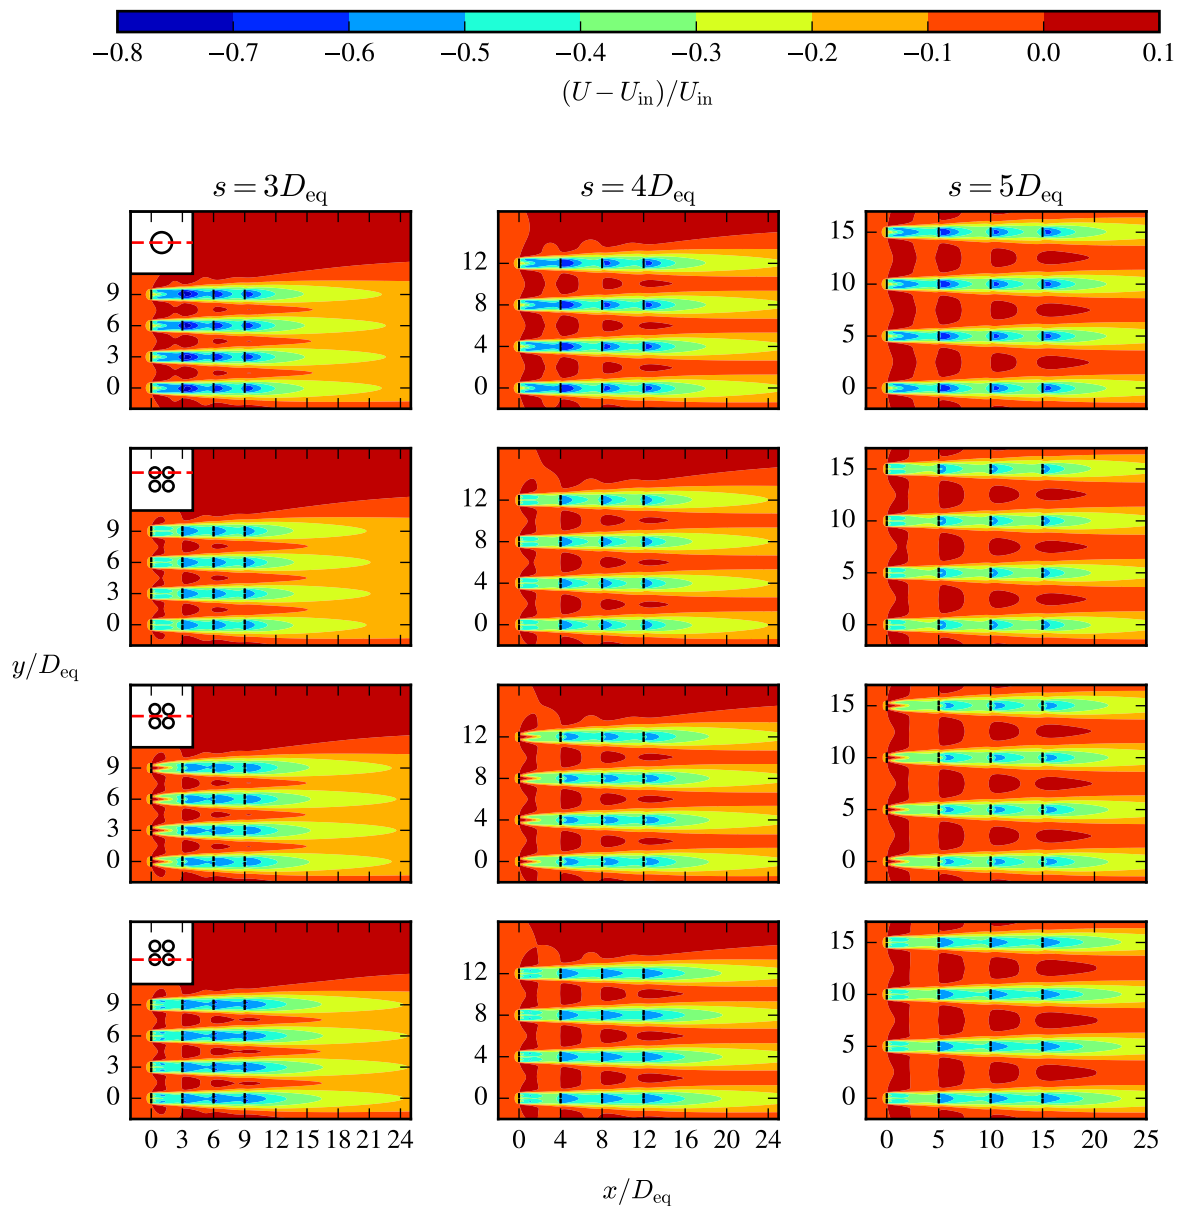 −0.8 −0.7 −0.6 −0.5 −0.4 −0.3 −0.2 −0.1 0.0 0.1
(U − U_in)/U_in
s = 3D_eq s = 4D_eq s = 5D_eq
9 6 3 0
12 8 4 0
15 10 5 0
9 6 3 0
12 8 4 0
15 10 5 0
y/D_eq
9 6 3 0
12 8 4 0
15 10 5 0
9 6 3 0
12 8 4 0
15 10 5 0
0 3 6 9 12 15 18 21 24
0 4 8 12 16 20 24
0 5 10 15 20 25
x/D_eq